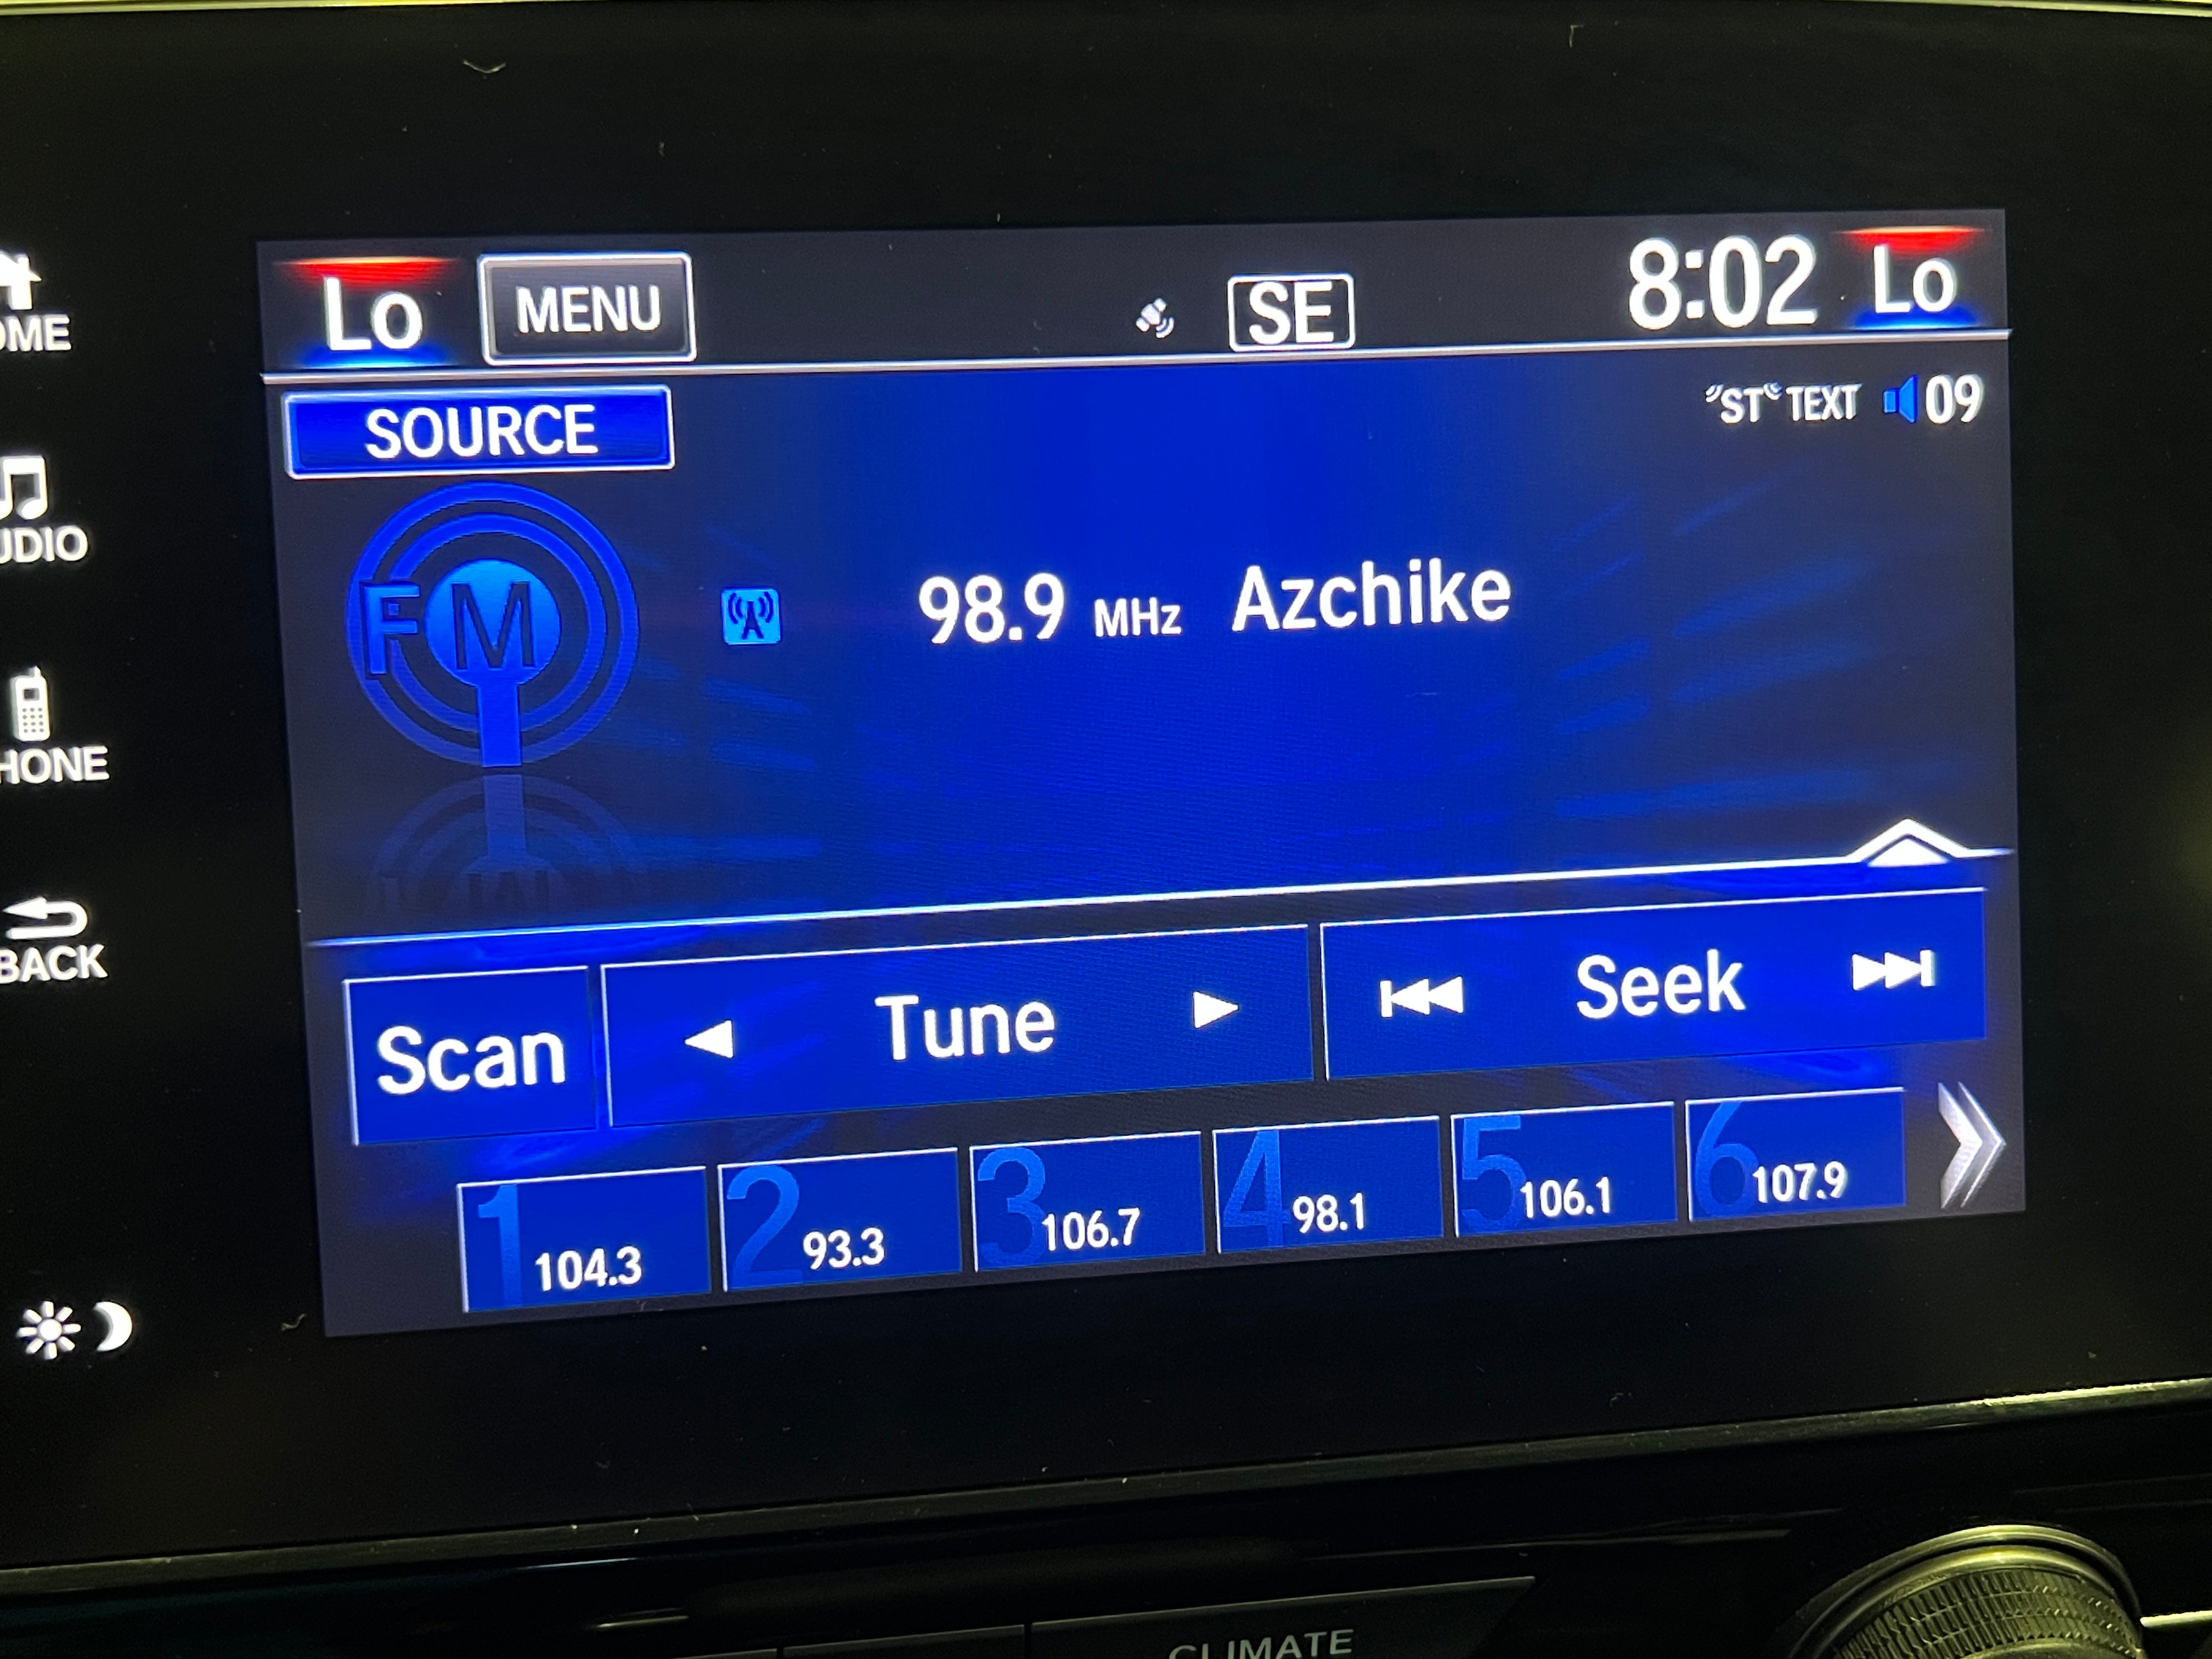 Lo MENU SE 8:02 Lo
SOURCE ST TEXT 09
FM 98.9 MHz Azchike
Scan Tune Seek
1 104.3 2 93.3 3 106.7 4 98.1 5 106.1 6 107.9
OME
UDIO
HONE
BACK
CLIMATE